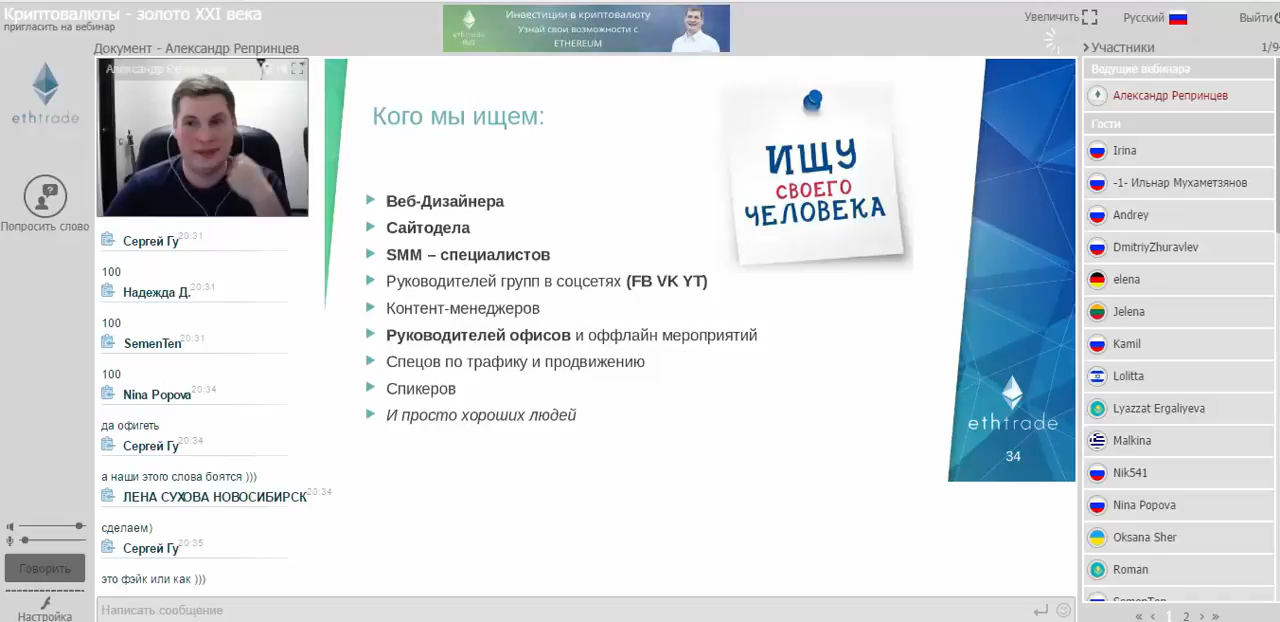 Криптовалюты - золото XXI века
пригласить на вебинар
ethtrade
Инвестиции в криптовалюту
Узнай свои возможности с
ETHEREUM
Увеличить
Русский
Выйти
Документ - Александр Репринцев
Участники
ethtrade
Попросить слово
Говорить
Настройка
Александр Репринцев
Сергей Гу 20:31
100
Надежда Д. 20:31
100
SemenTen 20:31
100
Nina Popova 20:34
да офигеть
Сергей Гу 20:34
а наши этого слова боятся )))
ЛЕНА СУХОВА НОВОСИБИРСК 20:34
сделаем)
Сергей Гу 20:35
это фэйк или как )))
Написать сообщение
Кого мы ищем:
Веб-Дизайнера
Сайтодела
SMM – специалистов
Руководителей групп в соцсетях (FB VK YT)
Контент-менеджеров
Руководителей офисов и оффлайн мероприятий
Спецов по трафику и продвижению
Спикеров
И просто хороших людей
ИЩУ
СВОЕГО
ЧЕЛОВЕКА
ethtrade
34
Ведущие вебинара
Александр Репринцев
Гости
Irina
-1- Ильнар Мухаметзянов
Andrey
DmitriyZhuravlev
elena
Jelena
Kamil
Lolitta
Lyazzat Ergaliyeva
Malkina
Nik541
Nina Popova
Oksana Sher
Roman
SemenTen
« < 1 2 > »